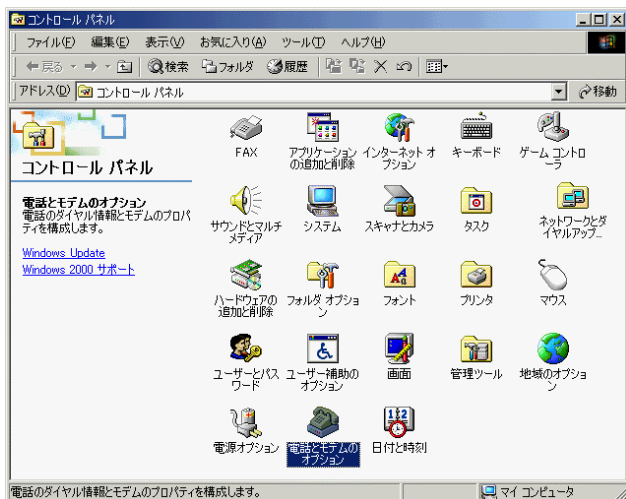 コントロール パネル
ファイル(F) 編集(E) 表示(V) お気に入り(A) ツール(T) ヘルプ(H)
戻る 検索 フォルダ 履歴
アドレス(D) コントロール パネル 移動
コントロール パネル
電話とモデムのオプション
電話のダイヤル情報とモデムのプロパ
ティを構成します。
Windows Update
Windows 2000 サポート
FAX
アプリケーション
の追加と削除
インターネット オ
プション
キーボード
ゲーム コントロ
ーラ
サウンドとマルチ
メディア
システム
スキャナとカメラ
タスク
ネットワークとダ
イヤルアップ...
ハードウェアの
追加と削除
フォルダ オプショ
ン
フォント
プリンタ
マウス
ユーザーとパス
ワード
ユーザー補助の
オプション
画面
管理ツール
地域のオプショ
ン
電源オプション
電話とモデムの
オプション
日付と時刻
電話のダイヤル情報とモデムのプロパティを構成します。
マイ コンピュータ